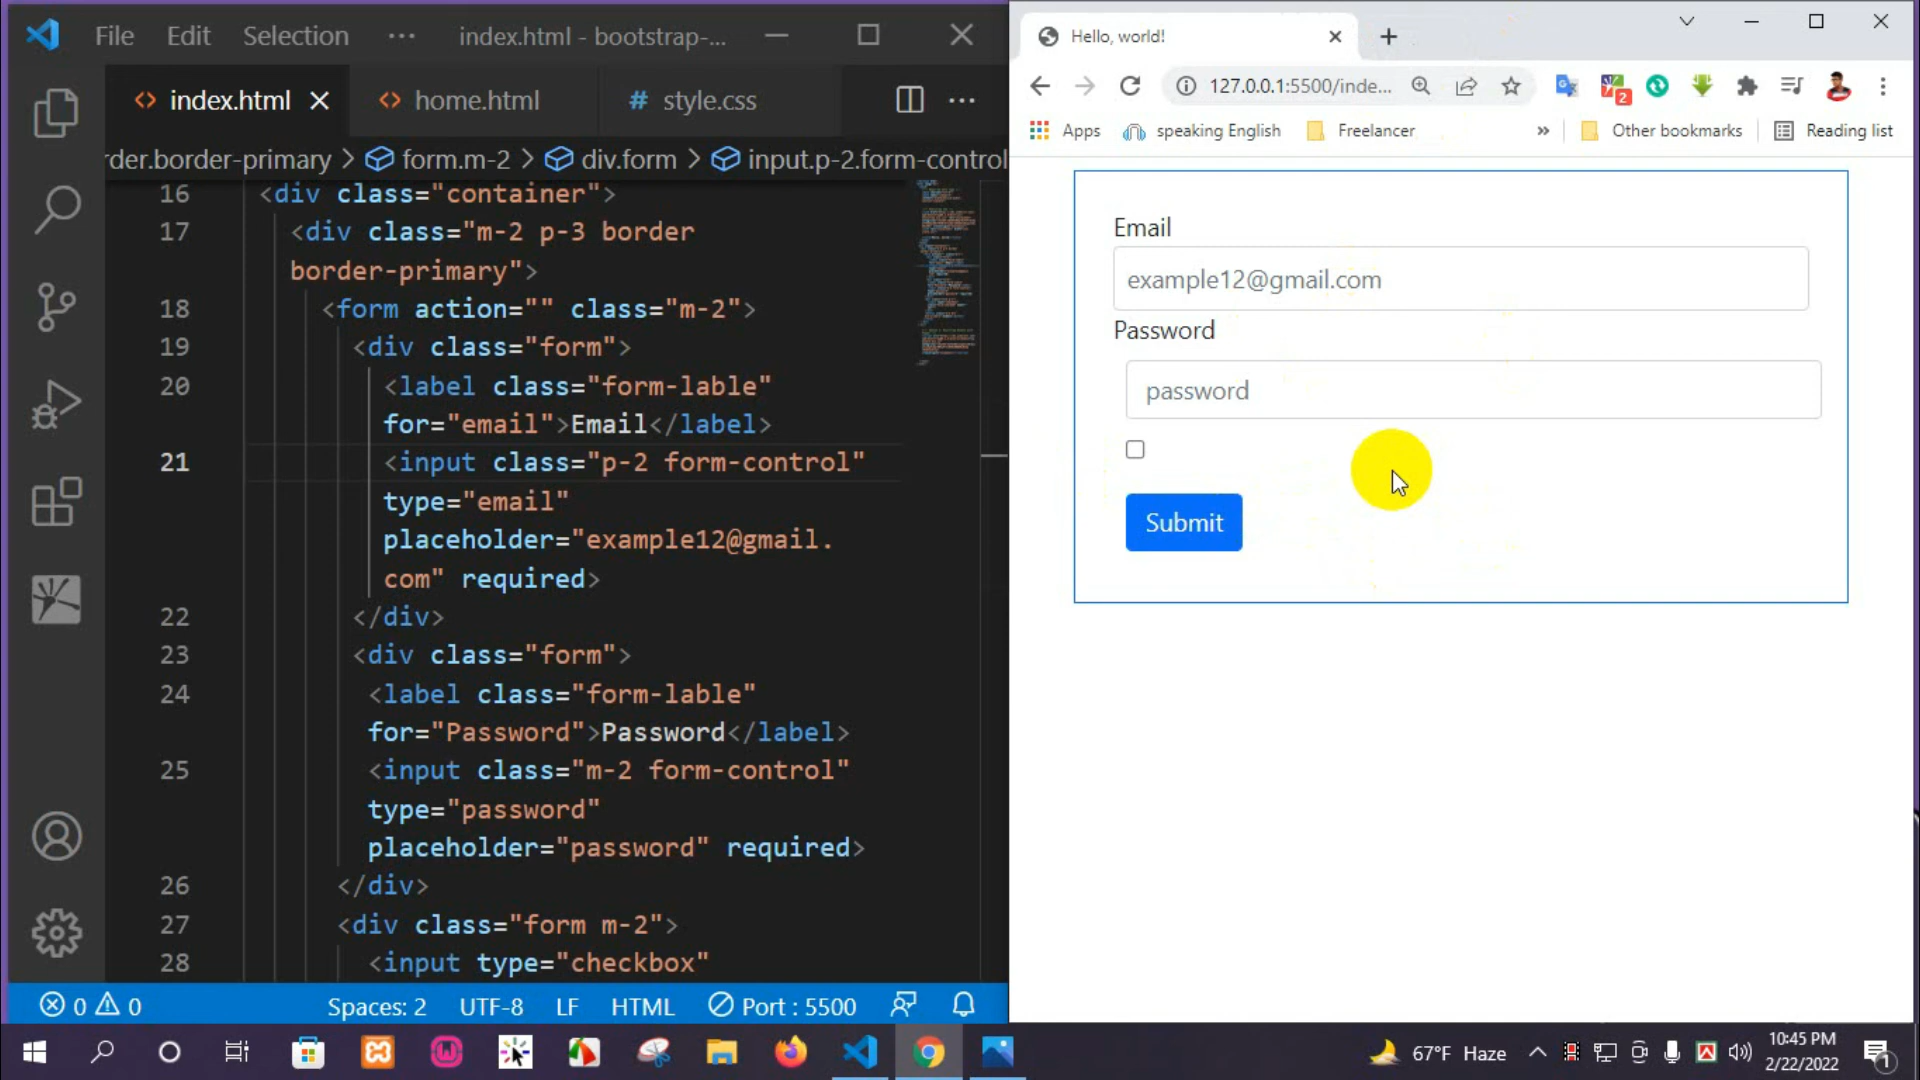 File Edit Selection ··· index.html - bootstrap-...
index.html home.html # style.css ···
rder.border-primary > form.m-2 > div.form > input.p-2.form-control
16 <div class="container">
17 <div class="m-2 p-3 border
border-primary">
18 <form action="" class="m-2">
19 <div class="form">
20 <label class="form-lable"
for="email">Email</label>
21 <input class="p-2 form-control"
type="email"
placeholder="example12@gmail.
com" required>
22 </div>
23 <div class="form">
24 <label class="form-lable"
for="Password">Password</label>
25 <input class="m-2 form-control"
type="password"
placeholder="password" required>
26 </div>
27 <div class="form m-2">
28 <input type="checkbox"
0 0 Spaces: 2 UTF-8 LF HTML Port : 5500
Hello, world!
127.0.0.1:5500/inde... 2
Apps speaking English Freelancer » Other bookmarks Reading list
Email
example12@gmail.com
Password
password
Submit
67°F Haze
10:45 PM
2/22/2022
1